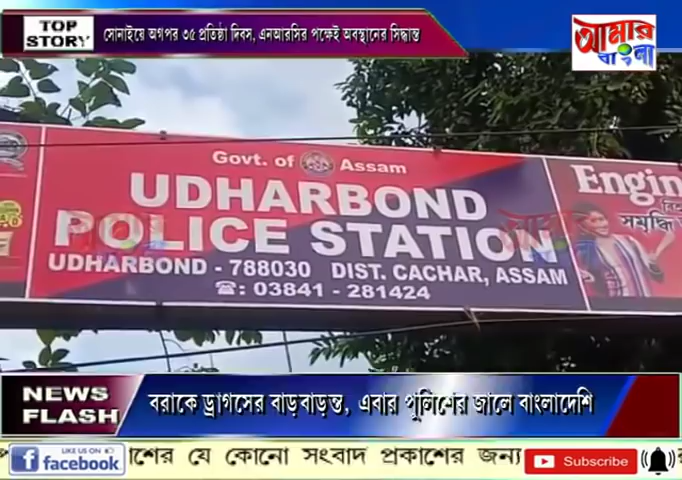 TOP
STORY
সোনাইয়ে অগপর ৩৫ প্রতিষ্ঠা দিবস, এনআরসির পক্ষেই অবস্থানের সিদ্ধান্ত
আমার
বাংলা
Govt. of Assam
UDHARBOND
POLICE STATION
UDHARBOND - 788030 DIST. CACHAR, ASSAM
☎: 03841 - 281424
সমৃদ্ধি
NEWS
FLASH
বরাকে ড্রাগসের বাড়বাড়ন্ত, এবার পুলিশের জালে বাংলাদেশি
LIKE US ON
facebook
যে কোনো সংবাদ প্রকাশের জন্য
Subscribe